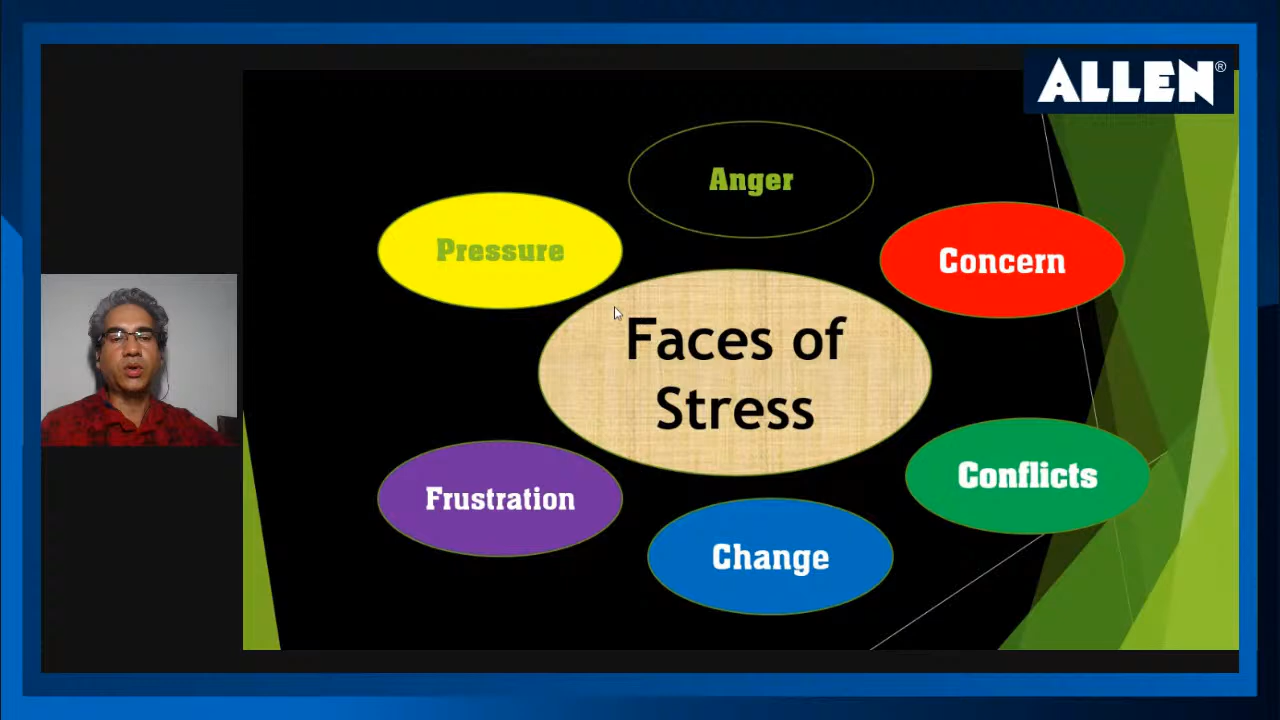 ALLEN®
Anger
Pressure
Concern
Faces of
Stress
Conflicts
Frustration
Change